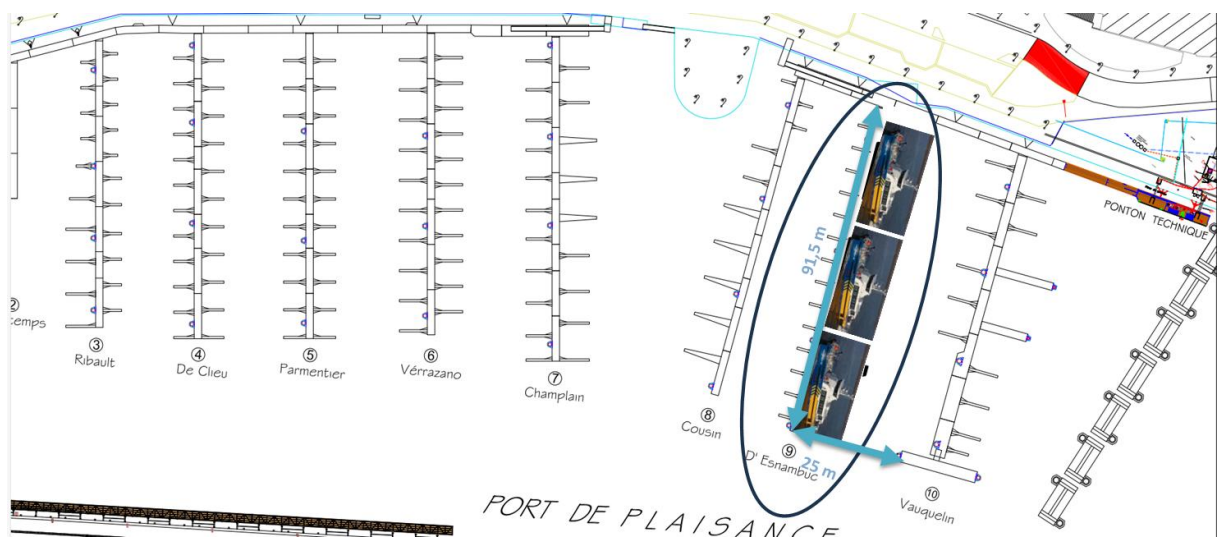 PONTON TECHNIQUE
91,5 m
②
temps
③
Ribault
④
De Clieu
⑤
Parmentier
⑥
Vérrazano
⑦
Champlain
⑧
Cousin
⑨
D' Esnambuc
25 m
⑩
Vauquelin
PORT DE PLAISANCE